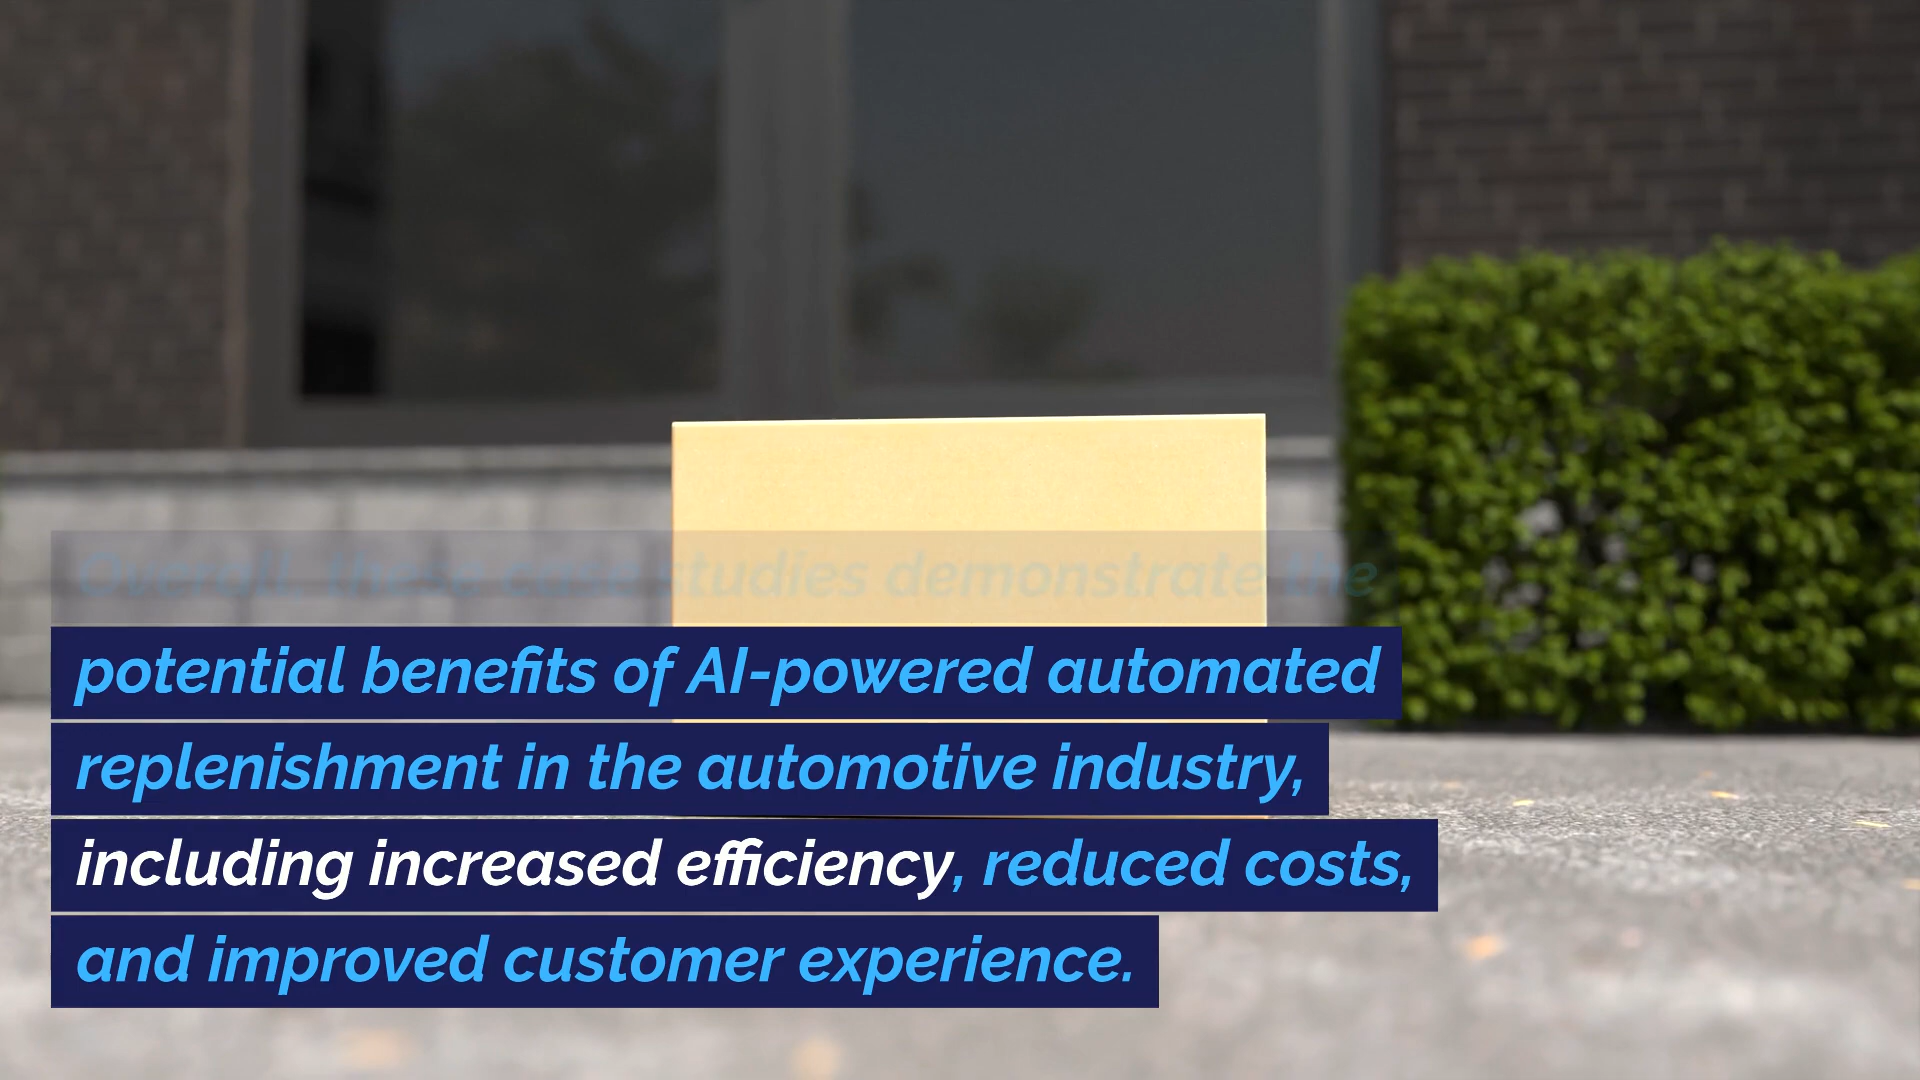 Overall, these case studies demonstrate the
potential benefits of AI-powered automated
replenishment in the automotive industry,
including increased efficiency, reduced costs,
and improved customer experience.